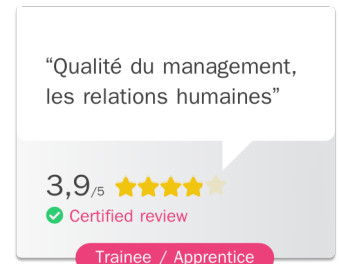 “Qualité du management,
les relations humaines”
3,9/5
Certified review
Trainee / Apprentice